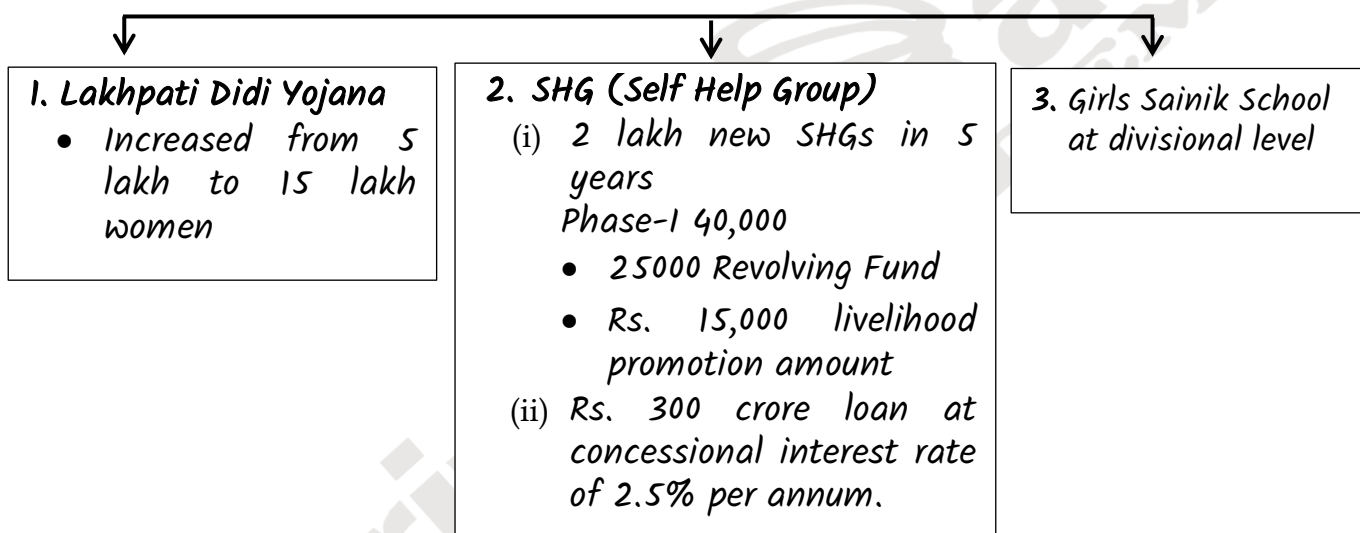 1. Lakhpati Didi Yojana
• Increased from 5
lakh to 15 lakh
women
2. SHG (Self Help Group)
(i) 2 lakh new SHGs in 5
years
Phase-1 40,000
• 25000 Revolving Fund
• Rs. 15,000 livelihood
promotion amount
(ii) Rs. 300 crore loan at
concessional interest rate
of 2.5% per annum.
3. Girls Sainik School
at divisional level